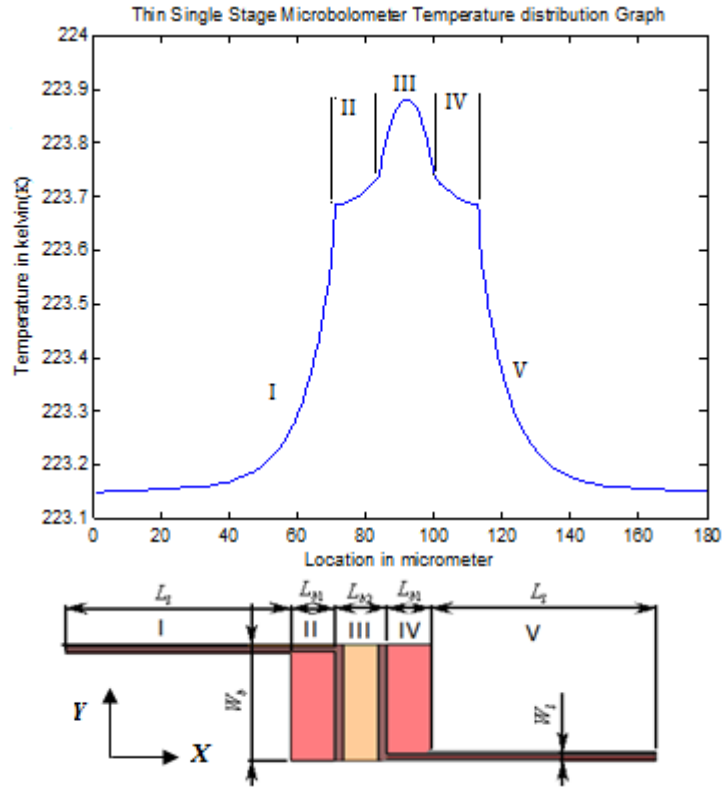 Thin Single Stage Microbolometer Temperature distribution Graph
224
223.9
223.8
223.7
223.6
223.5
223.4
223.3
223.2
223.1
Temperature in kelvin(K)
I
II
III
IV
V
0 20 40 60 80 100 120 140 160 180
Location in micrometer
I II III IV V
Y
X